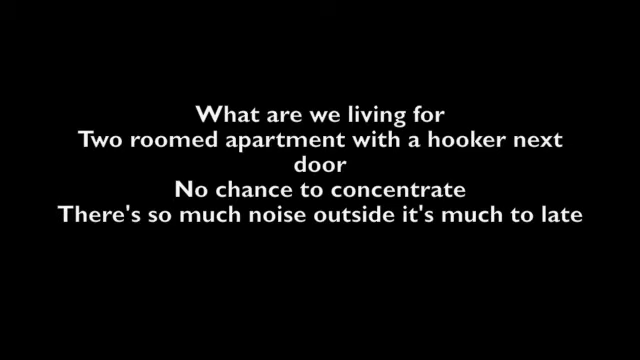 What are we living for
Two roomed apartment with a hooker next
door
No chance to concentrate
There's so much noise outside it's much to late